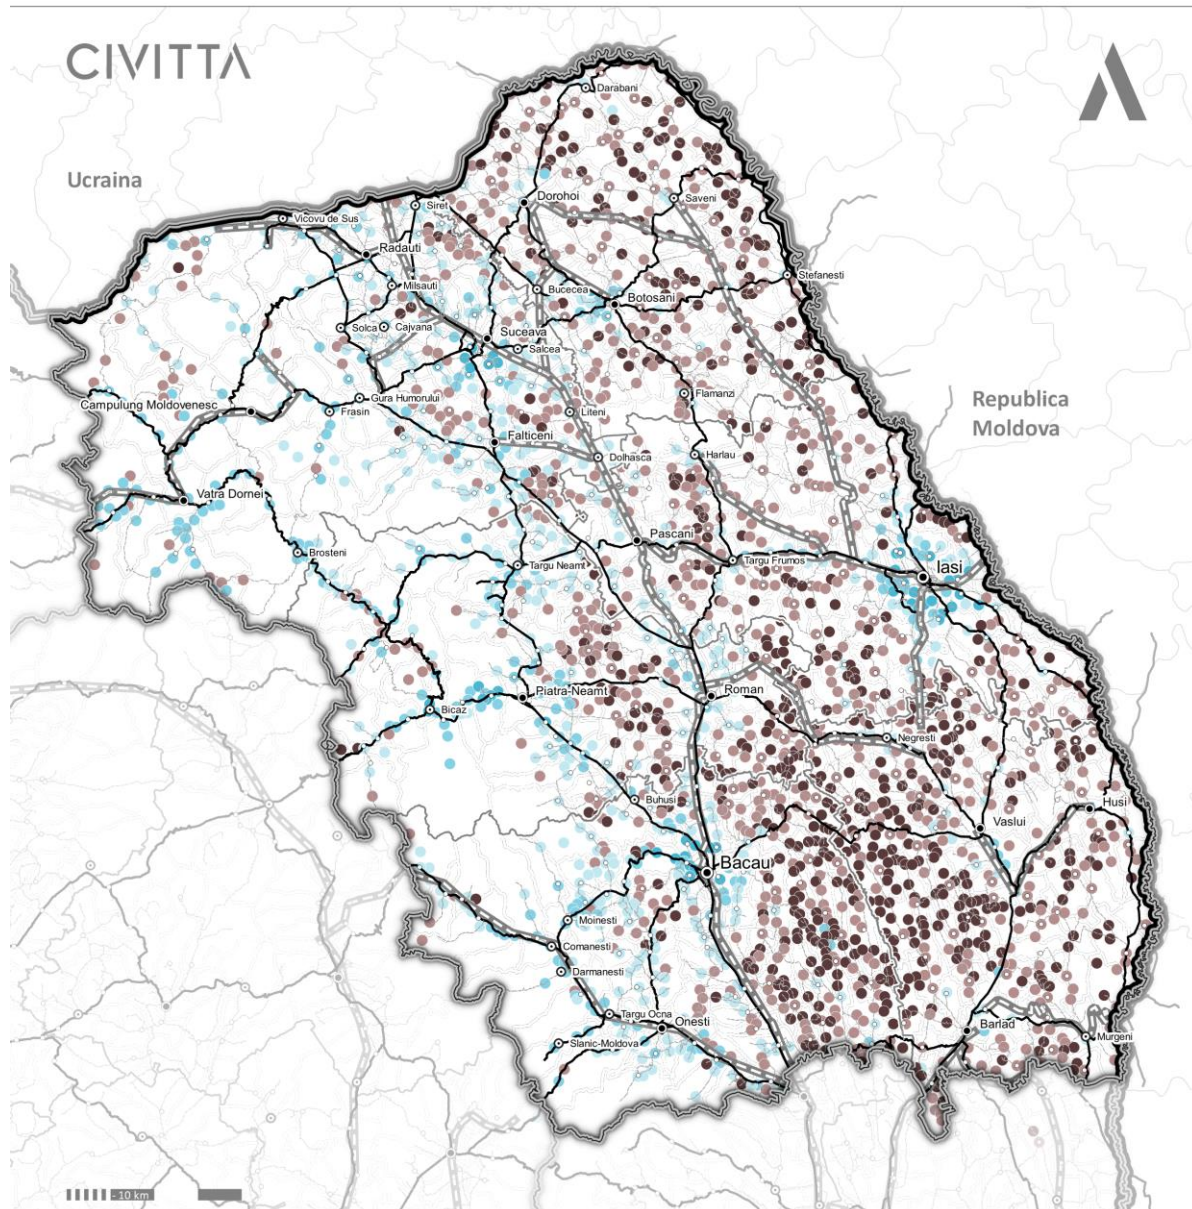 CIVITTA
Darabani
Ucraina
Dorohoi
Saveni
Siret
Vicovu de Sus
Radauti
Stefanesti
Milsauti
Bucecea
Botosani
Solca
Cajvana
Suceava
Salcea
Republica
Moldova
Gura Humorului
Flamanzi
Campulung Moldovenesc
Frasin
Liteni
Falticeni
Dolhasca
Harlau
Vatra Dornei
Pascani
Brosteni
Targu Neamt
Targu Frumos
Iasi
Piatra-Neamt
Roman
Bicaz
Negresti
Buhusi
Husi
Vaslui
Bacau
Moinesti
Comanesti
Darmanesti
Targu Ocna
Onesti
Barlad
Slanic-Moldova
Murgeni
- 10 km